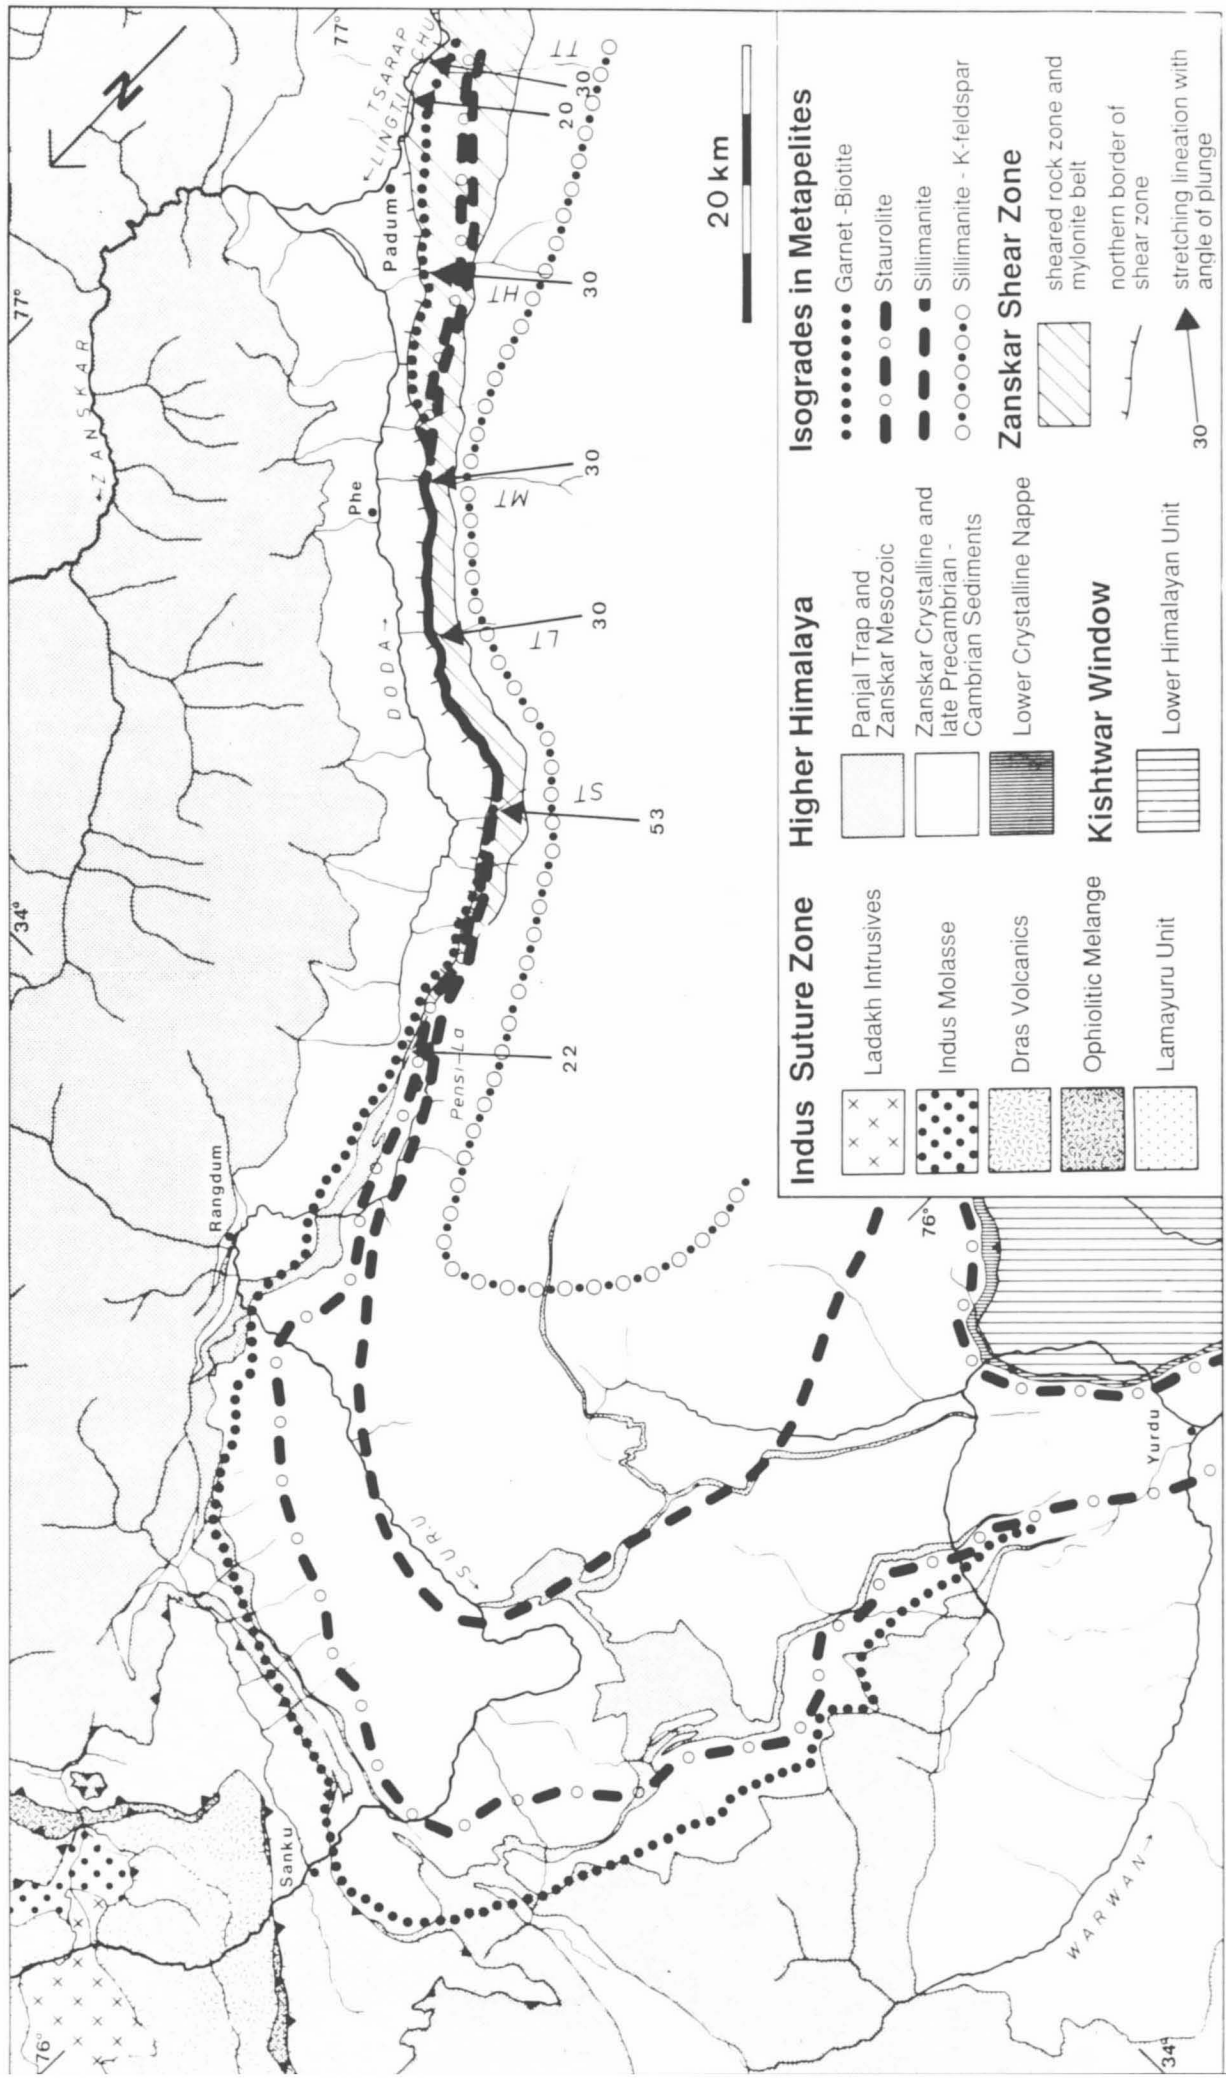 77°
N
TSARAP
LINGTI CHU
77°
ZANSKAR
Padum
TT
30
20
HT
30
Phe
MT
30
DODA
LT
30
ST
53
34°
Pensi-La
22
Rangdum
SURU
76°
Yurdu
Sanku
WARWAN
76°
34°
20 km
Indus Suture Zone
Ladakh Intrusives
Indus Molasse
Dras Volcanics
Ophiolitic Melange
Lamayuru Unit
Higher Himalaya
Panjal Trap and
Zanskar Mesozoic
Zanskar Crystalline and
late Precambrian -
Cambrian Sediments
Lower Crystalline Nappe
Kishtwar Window
Lower Himalayan Unit
Isogrades in Metapelites
Garnet -Biotite
Staurolite
Sillimanite
Sillimanite - K-feldspar
Zanskar Shear Zone
sheared rock zone and
mylonite belt
northern border of
shear zone
30
stretching lineation with
angle of plunge